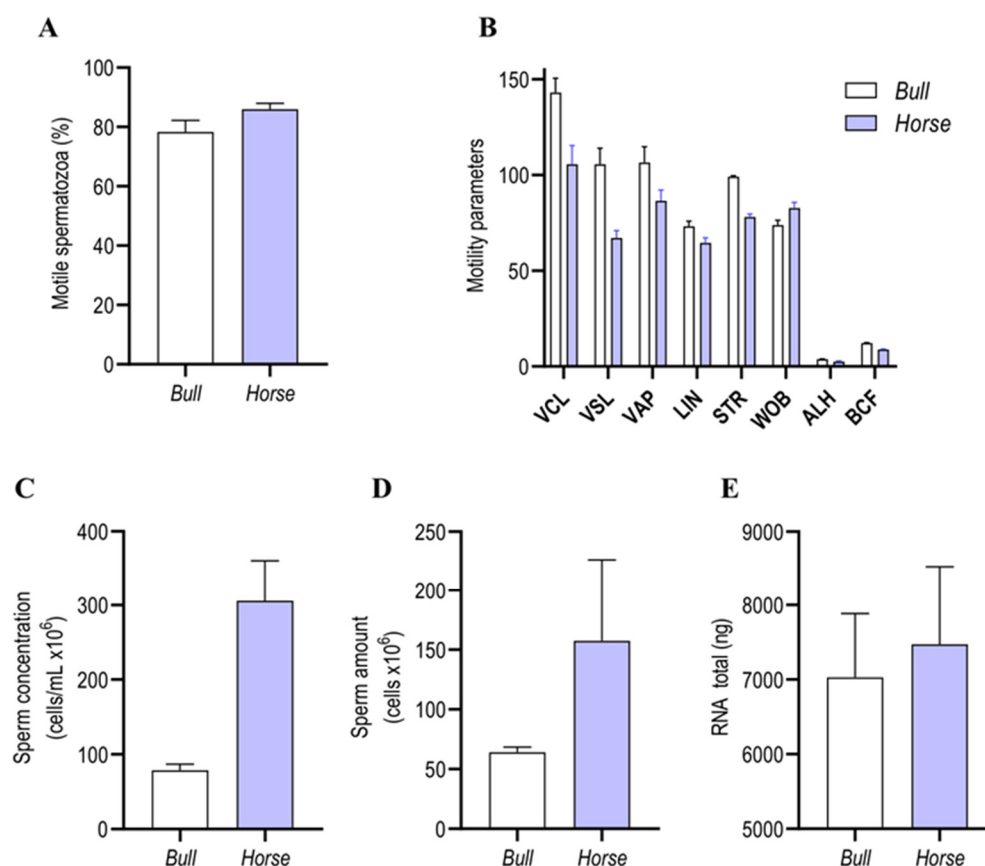 A
Motile spermatozoa (%)
100
80
60
40
20
0
Bull
Horse
B
Motility parameters
150
100
50
0
Bull
Horse
VCL
VSL
VAP
LIN
STR
WOB
ALH
BCF
C
Sperm concentration
(cells/mL x10⁶)
400
300
200
100
0
Bull
Horse
D
Sperm amount
(cells x10⁶)
250
200
150
100
50
0
Bull
Horse
E
RNA total (ng)
9000
8000
7000
6000
5000
Bull
Horse